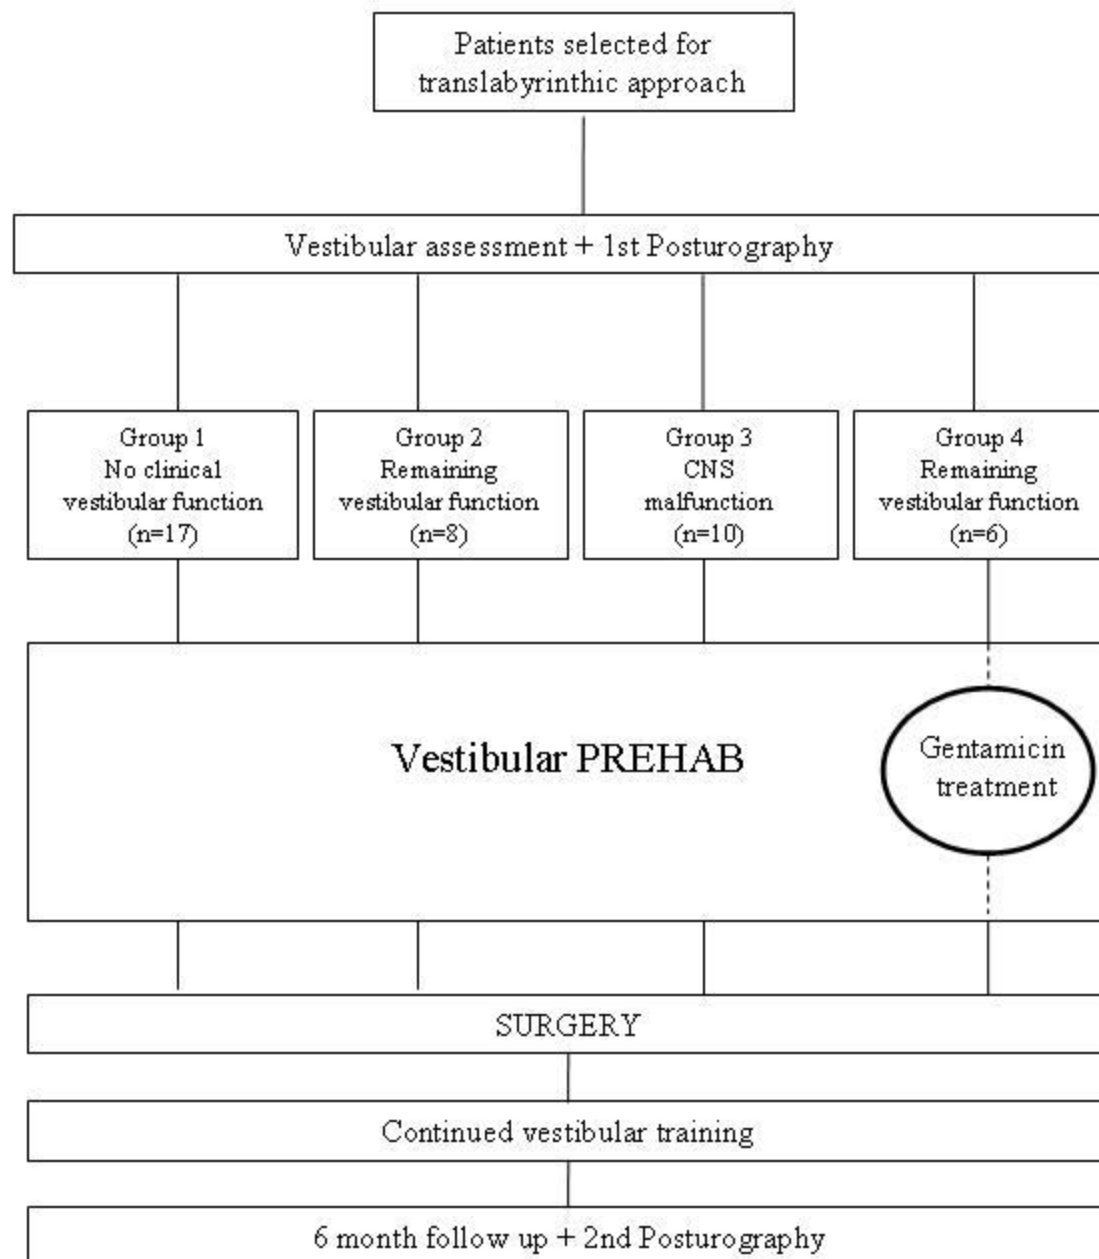 Patients selected for
translabyrinthic approach
Vestibular assessment + 1st Posturography
Group 1
No clinical
vestibular function
(n=17)
Group 2
Remaining
vestibular function
(n=8)
Group 3
CNS
malfunction
(n=10)
Group 4
Remaining
vestibular function
(n=6)
Vestibular PREHAB
Gentamicin
treatment
SURGERY
Continued vestibular training
6 month follow up + 2nd Posturography